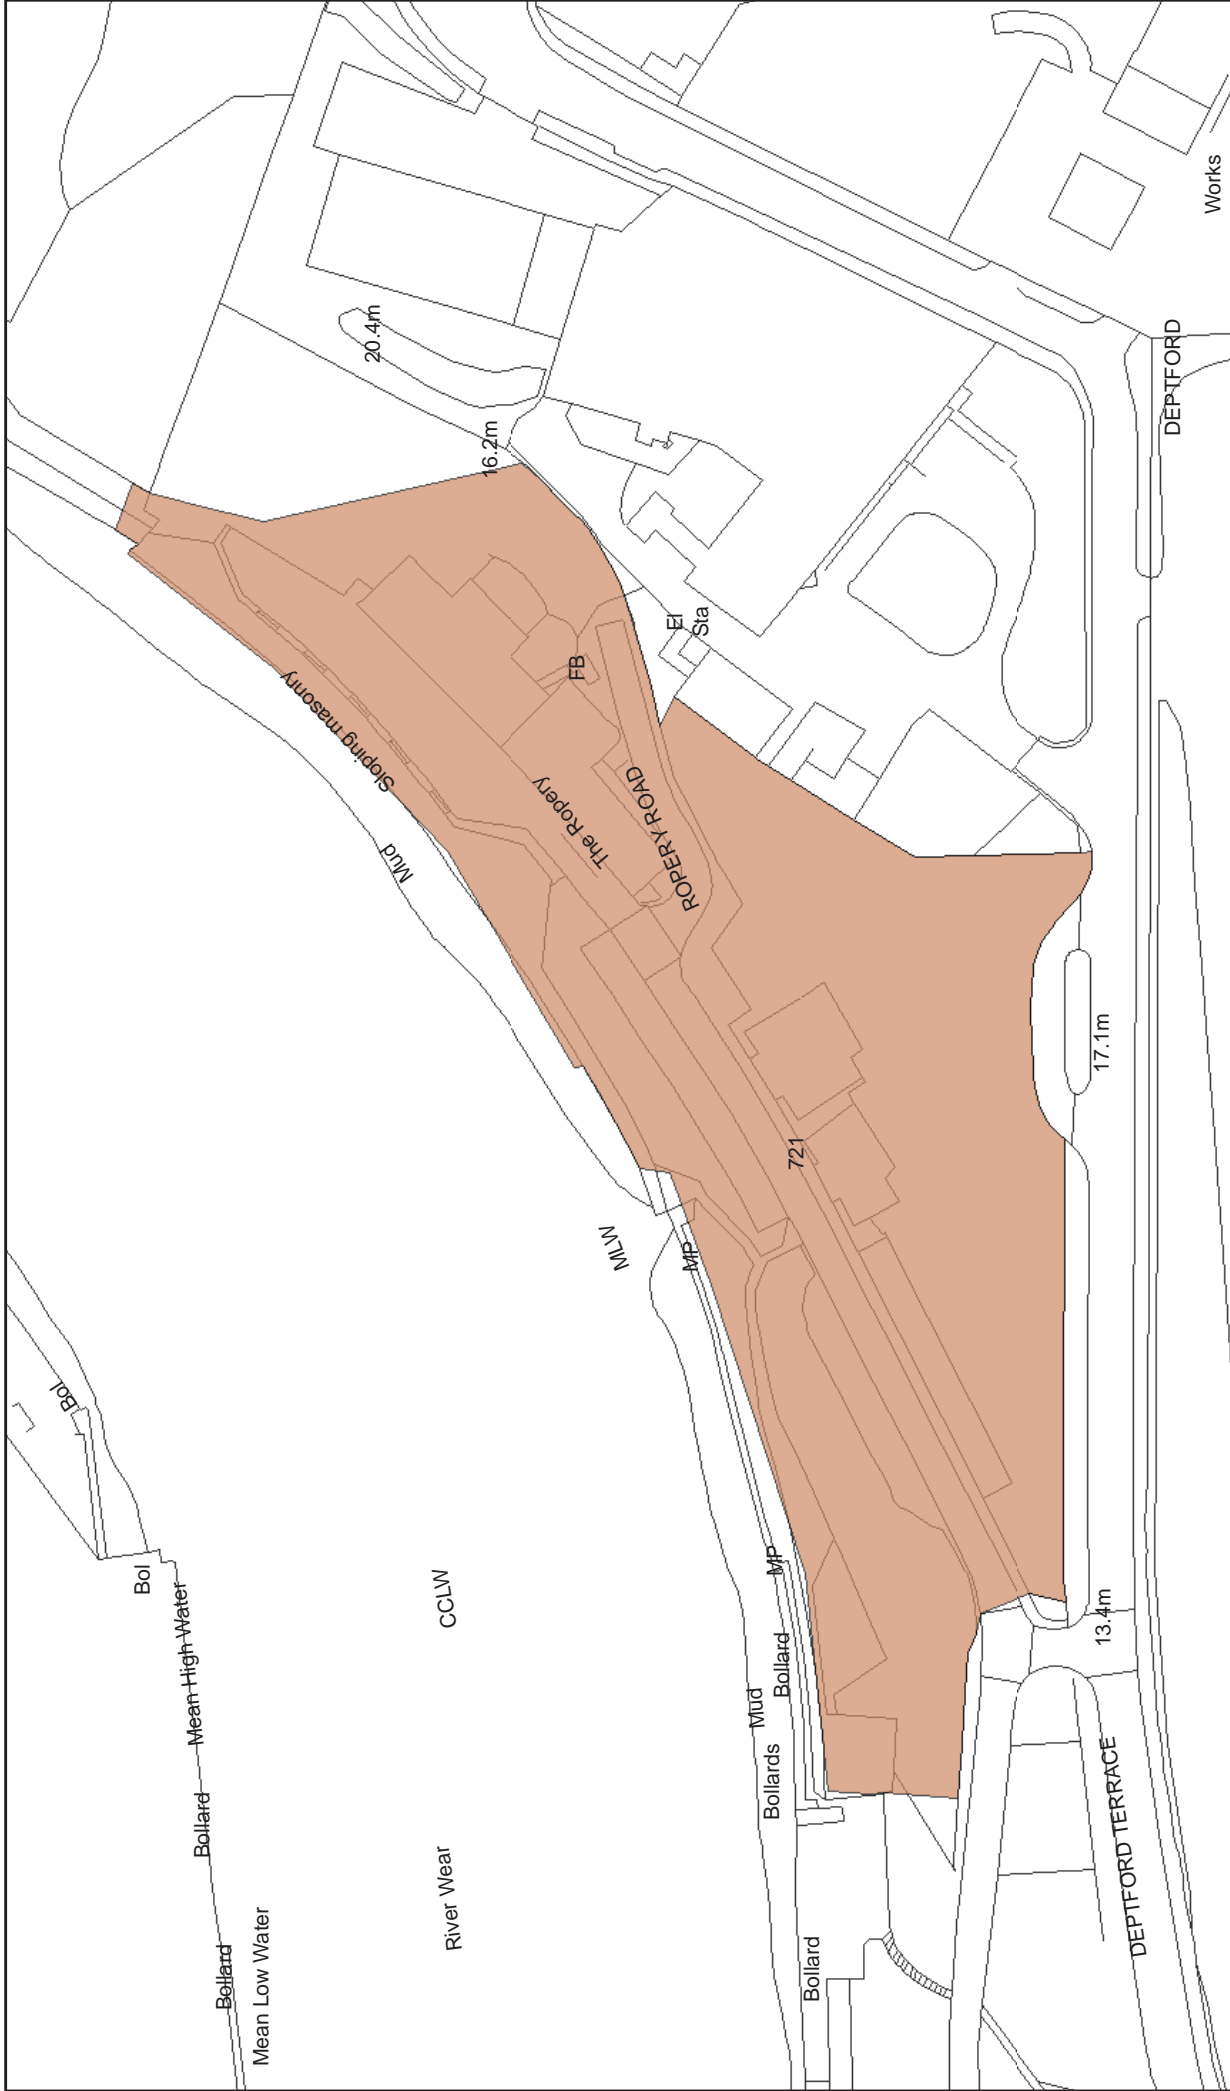 Works
DEPTFORD
20.4m
16.2m
El
Sta
FB
Sloping masonry
The Ropery
ROPERY ROAD
Mud
17.1m
721
MLW
MP
Bol
Bol
Mean High Water
CCLW
MP
Bollard
Mud
Bollards
13.4m
DEPTFORD TERRACE
Bollard
River Wear
Bollard
Bollard
Mean Low Water